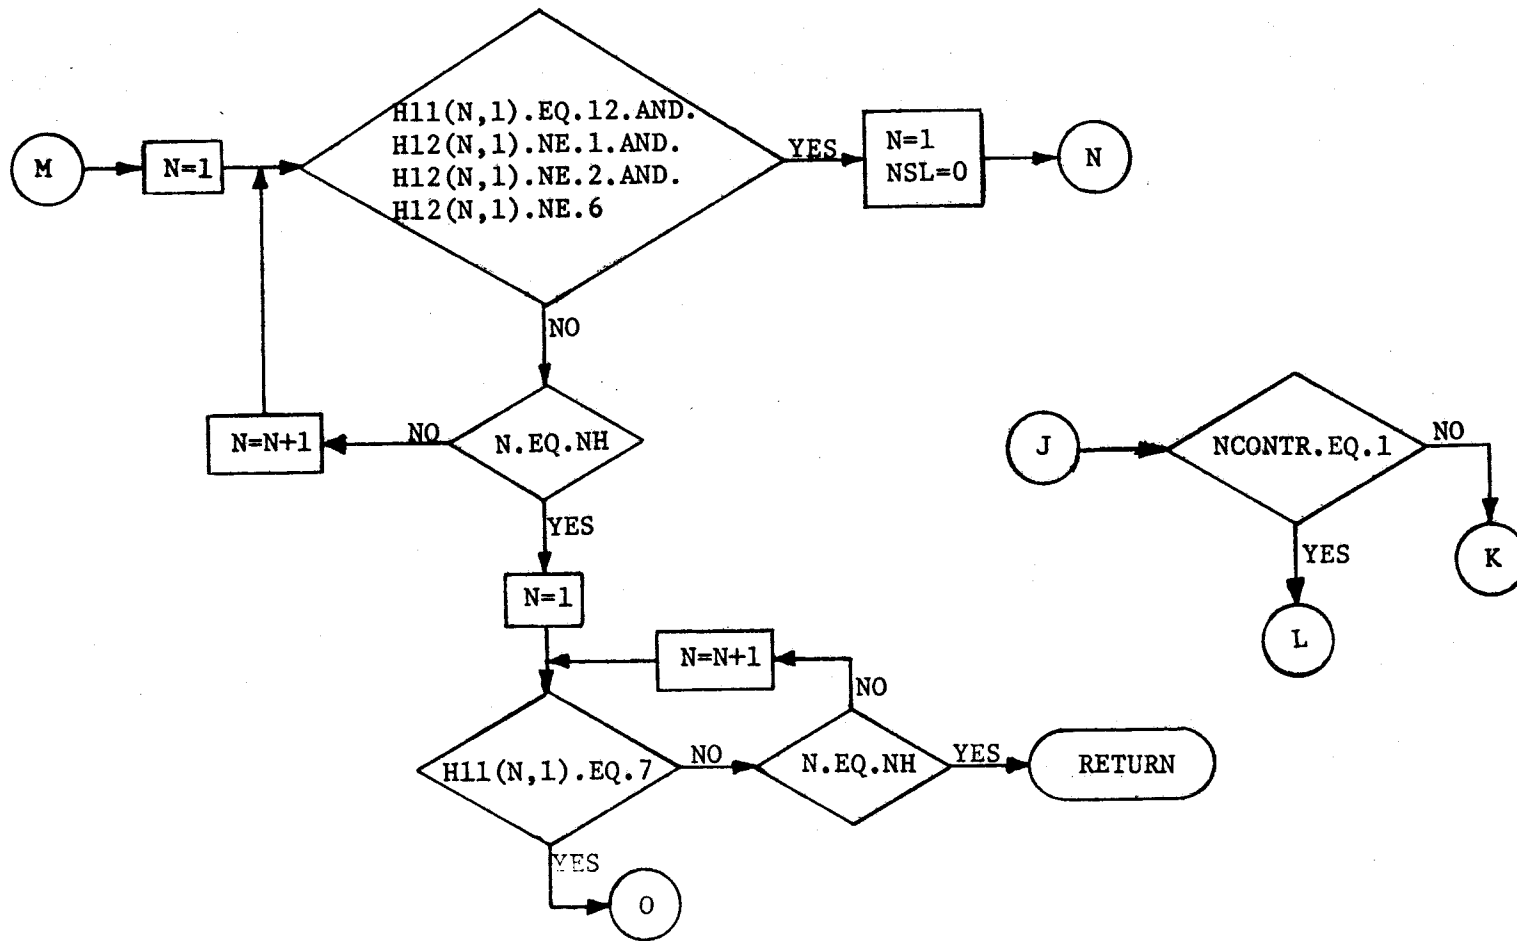 H11(N,1).EQ.12.AND.
H12(N,1).NE.1.AND.
H12(N,1).NE.2.AND.
H12(N,1).NE.6
M
N=1
YES
N=1
NSL=0
N
NO
N=N+1
NO
N.EQ.NH
YES
J
NCONTR.EQ.1
NO
YES
K
L
N=1
N=N+1
NO
H11(N,1).EQ.7
NO
N.EQ.NH
YES
RETURN
YES
O